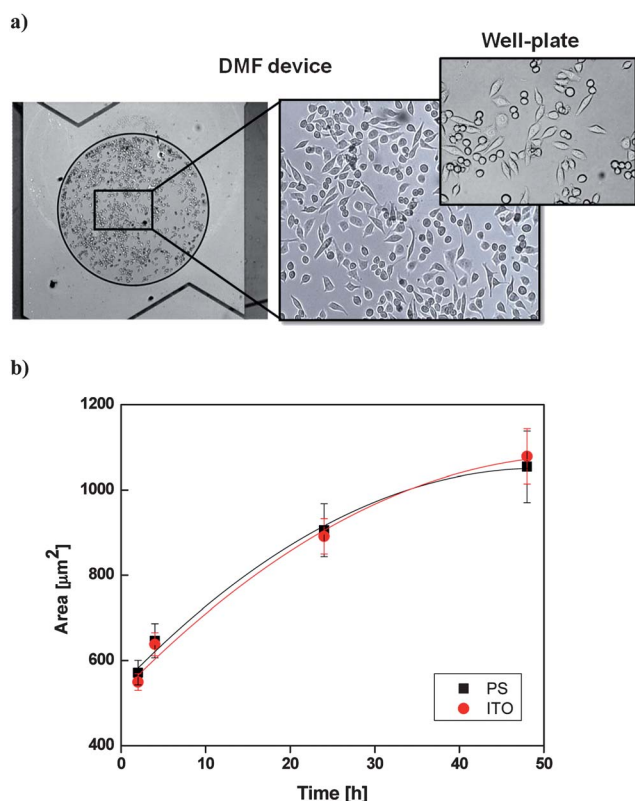 a)
Well-plate
DMF device
b)
1200
1000
800
600
400
Area [μm²]
PS
ITO
0 10 20 30 40 50
Time [h]